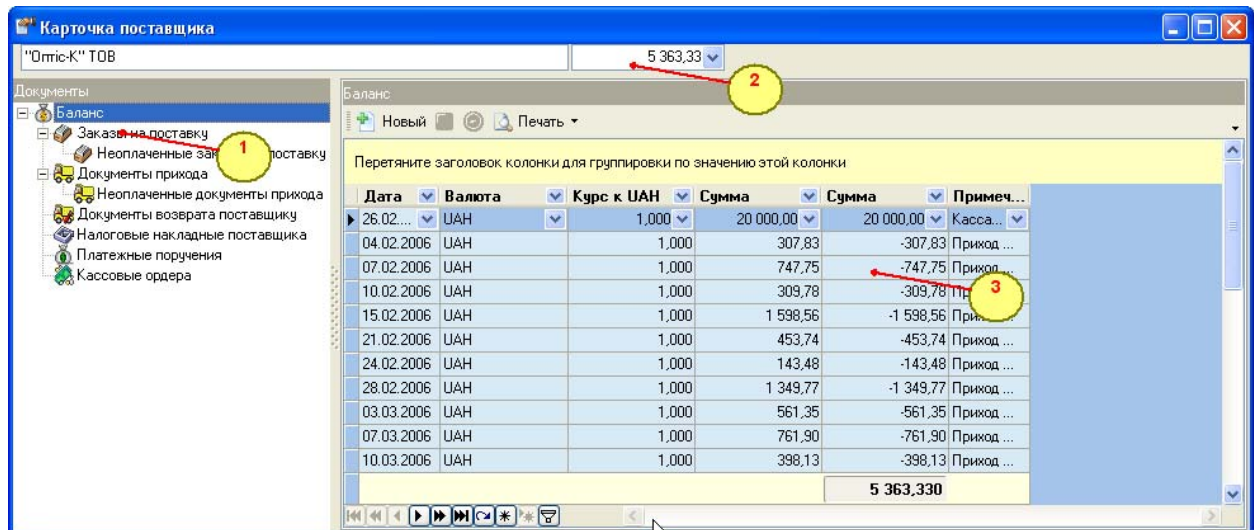 Карточка поставщика
"Оптіс-К" ТОВ 5 363,33
2
Документы
Баланс
Заказы на поставку
1
Неоплаченные поставку
Документы прихода
Неоплаченные документы прихода
Документы возврата поставщику
Налоговые накладные поставщика
Платежные поручения
Кассовые ордера
Баланс
Новый Печать
Перетяните заголовок колонки для группировки по значению этой колонки
Дата Валюта Курс к UAH Сумма Сумма Примеч...
26.02.... UAH 1,000 20 000,00 20 000,00 Касса...
04.02.2006 UAH 1,000 307,83 -307,83 Приход ...
07.02.2006 UAH 1,000 747,75 -747,75 Приход ...
3
10.02.2006 UAH 1,000 309,78 -309,78
15.02.2006 UAH 1,000 1 598,56 -1 598,56
21.02.2006 UAH 1,000 453,74 -453,74 Приход ...
24.02.2006 UAH 1,000 143,48 -143,48 Приход ...
28.02.2006 UAH 1,000 1 349,77 -1 349,77 Приход ...
03.03.2006 UAH 1,000 561,35 -561,35 Приход ...
07.03.2006 UAH 1,000 761,90 -761,90 Приход ...
10.03.2006 UAH 1,000 398,13 -398,13 Приход ...
5 363,330